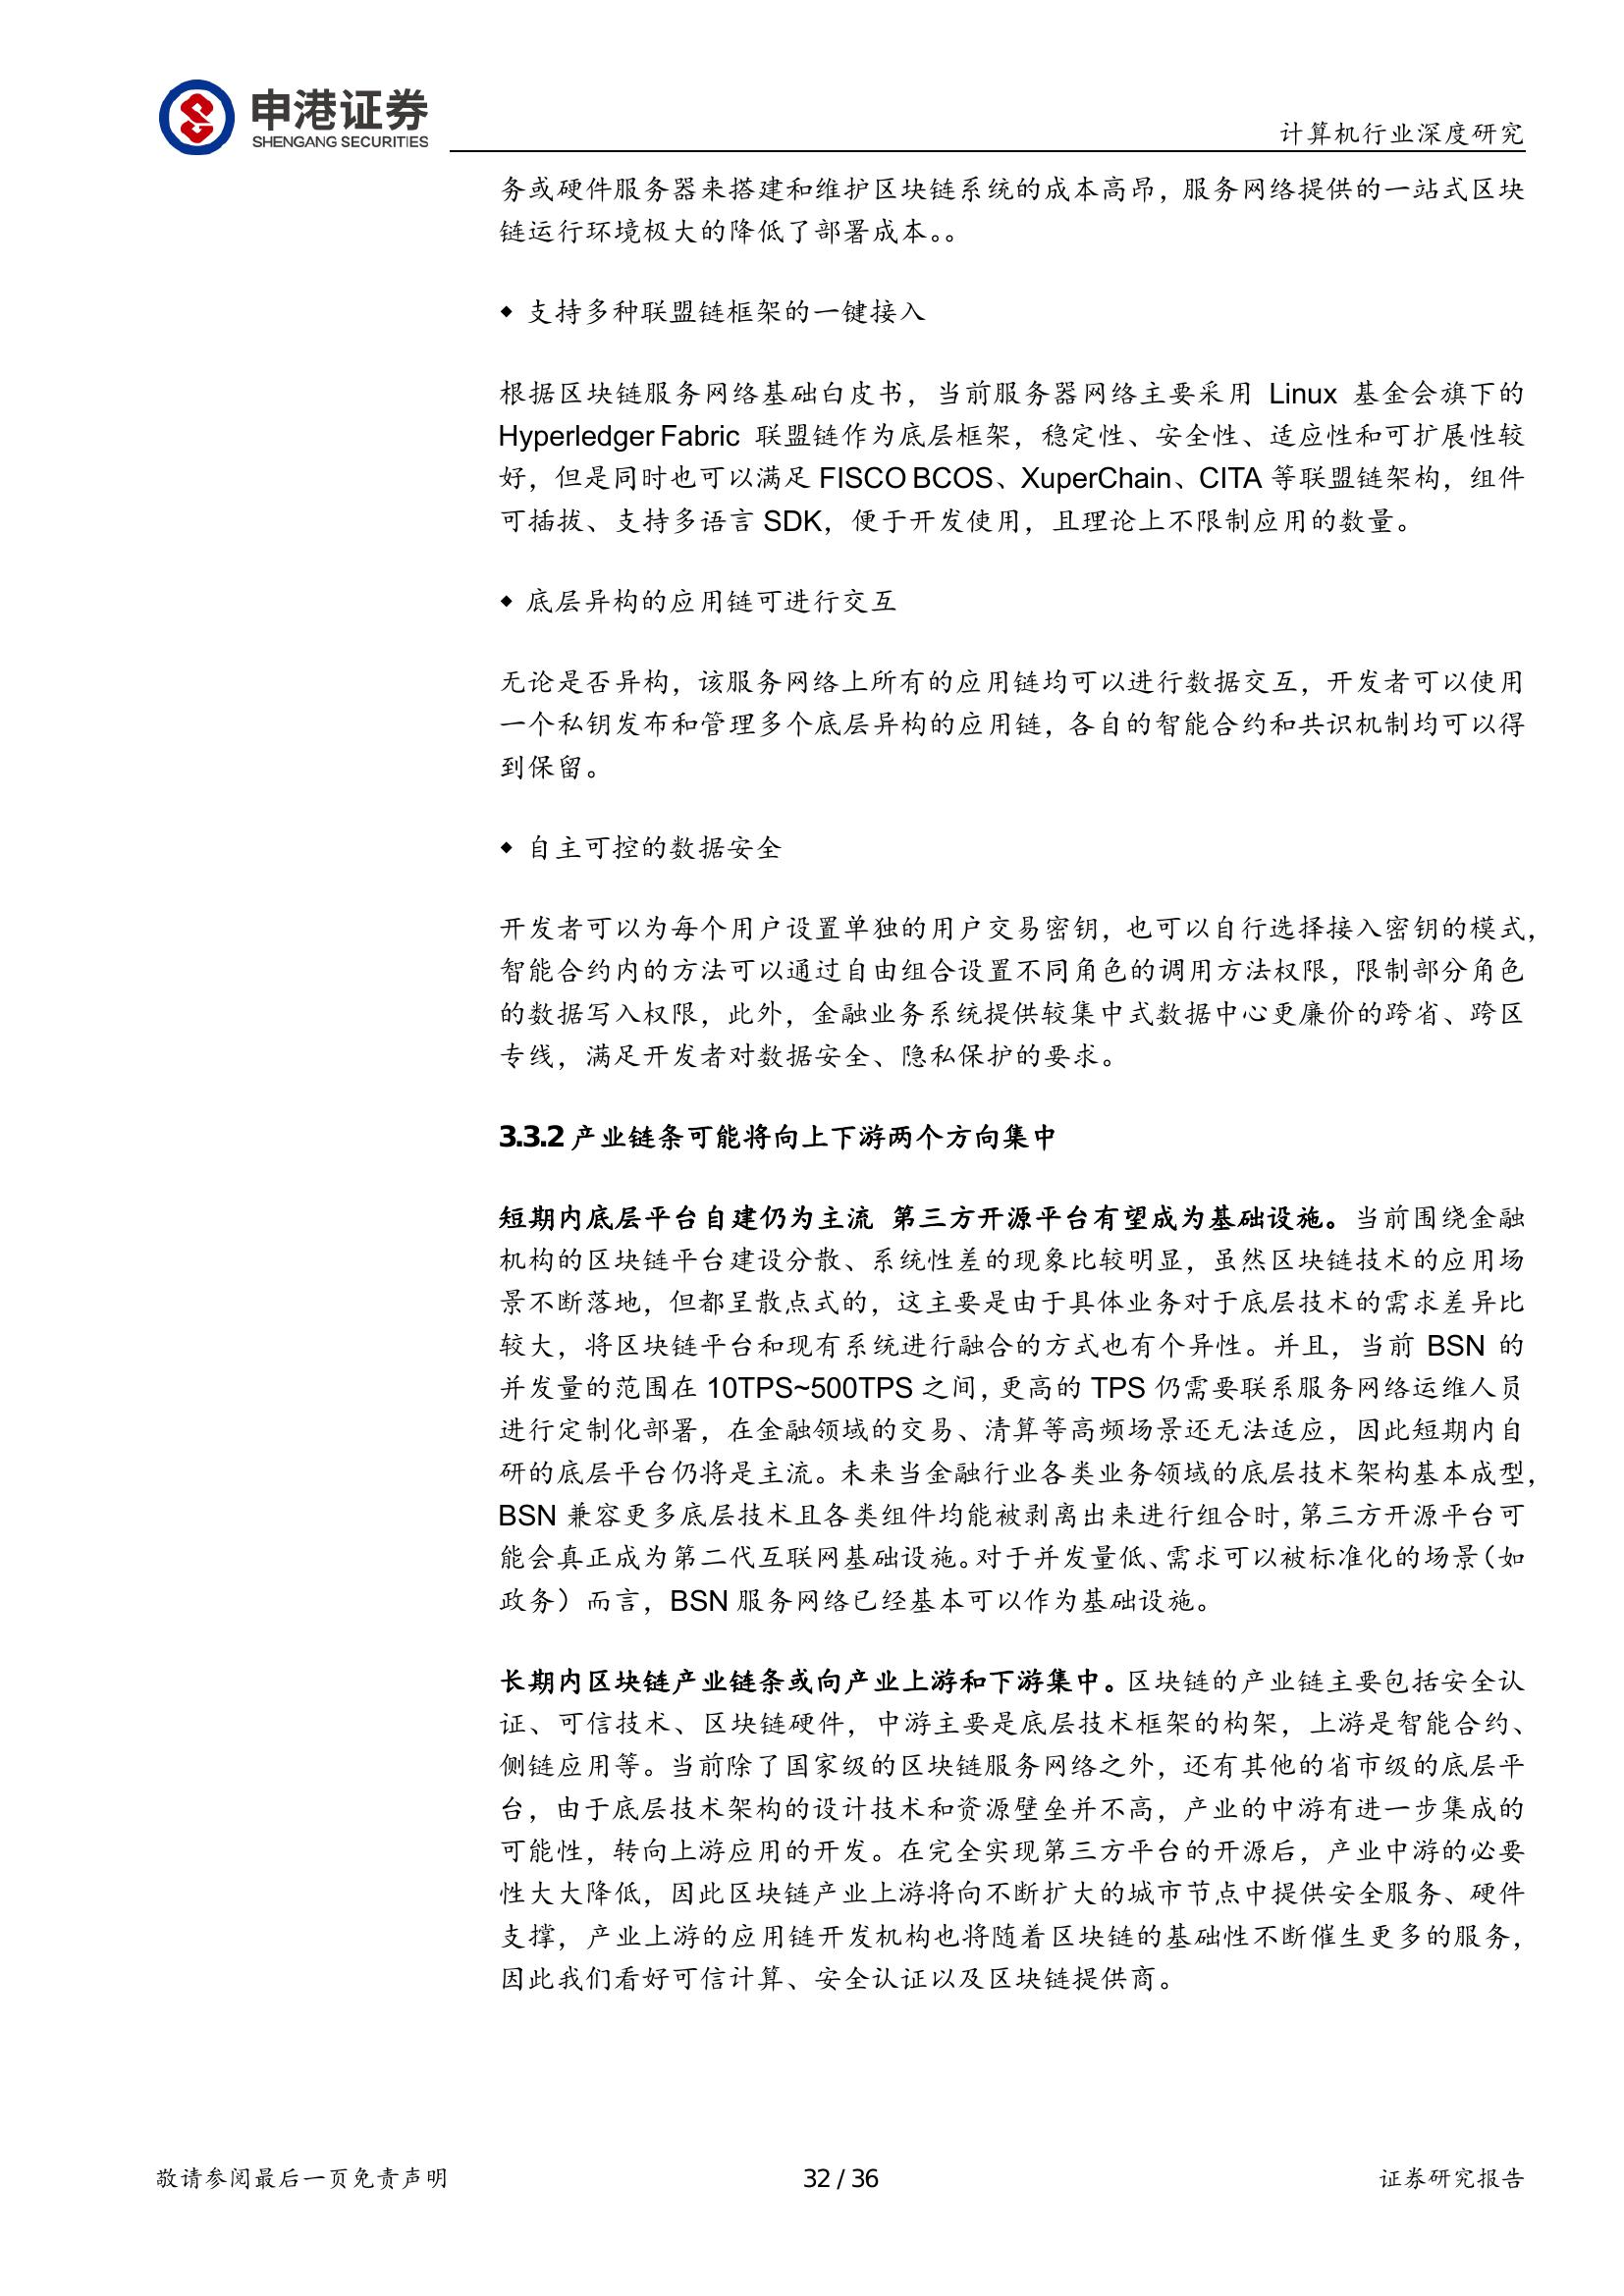 申港证券
SHENGANG SECURITIES
计算机行业深度研究
务或硬件服务器来搭建和维护区块链系统的成本高昂，服务网络提供的一站式区块
链运行环境极大的降低了部署成本。。
◆ 支持多种联盟链框架的一键接入
根据区块链服务网络基础白皮书，当前服务器网络主要采用 Linux 基金会旗下的
Hyperledger Fabric 联盟链作为底层框架，稳定性、安全性、适应性和可扩展性较
好，但是同时也可以满足 FISCO BCOS、XuperChain、CITA 等联盟链架构，组件
可插拔、支持多语言 SDK，便于开发使用，且理论上不限制应用的数量。
◆ 底层异构的应用链可进行交互
无论是否异构，该服务网络上所有的应用链均可以进行数据交互，开发者可以使用
一个私钥发布和管理多个底层异构的应用链，各自的智能合约和共识机制均可以得
到保留。
◆ 自主可控的数据安全
开发者可以为每个用户设置单独的用户交易密钥，也可以自行选择接入密钥的模式，
智能合约内的方法可以通过自由组合设置不同角色的调用方法权限，限制部分角色
的数据写入权限，此外，金融业务系统提供较集中式数据中心更廉价的跨省、跨区
专线，满足开发者对数据安全、隐私保护的要求。
3.3.2 产业链条可能将向上下游两个方向集中
短期内底层平台自建仍为主流 第三方开源平台有望成为基础设施。当前围绕金融
机构的区块链平台建设分散、系统性差的现象比较明显，虽然区块链技术的应用场
景不断落地，但都呈散点式的，这主要是由于具体业务对于底层技术的需求差异比
较大，将区块链平台和现有系统进行融合的方式也有个异性。并且，当前 BSN 的
并发量的范围在 10TPS~500TPS 之间，更高的 TPS 仍需要联系服务网络运维人员
进行定制化部署，在金融领域的交易、清算等高频场景还无法适应，因此短期内自
研的底层平台仍将是主流。未来当金融行业各类业务领域的底层技术架构基本成型，
BSN 兼容更多底层技术且各类组件均能被剥离出来进行组合时，第三方开源平台可
能会真正成为第二代互联网基础设施。对于并发量低、需求可以被标准化的场景（如
政务）而言，BSN 服务网络已经基本可以作为基础设施。
长期内区块链产业链条或向产业上游和下游集中。区块链的产业链主要包括安全认
证、可信技术、区块链硬件，中游主要是底层技术框架的构架，上游是智能合约、
侧链应用等。当前除了国家级的区块链服务网络之外，还有其他的省市级的底层平
台，由于底层技术架构的设计技术和资源壁垒并不高，产业的中游有进一步集成的
可能性，转向上游应用的开发。在完全实现第三方平台的开源后，产业中游的必要
性大大降低，因此区块链产业上游将向不断扩大的城市节点中提供安全服务、硬件
支撑，产业上游的应用链开发机构也将随着区块链的基础性不断催生更多的服务，
因此我们看好可信计算、安全认证以及区块链提供商。
敬请参阅最后一页免责声明
32 / 36
证券研究报告